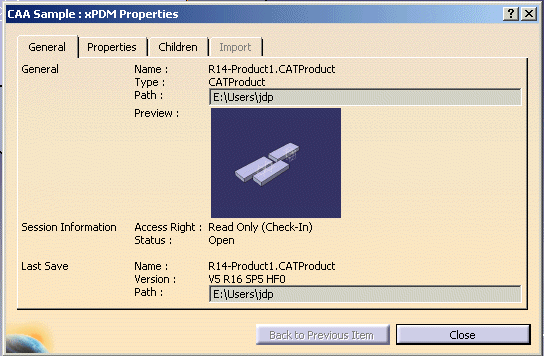 CAA Sample : xPDM Properties
General Properties Children Import
General Name : R14-Product1.CATProduct
Type : CATProduct
Path : E:\Users\jdp
Preview :
Session Information Access Right : Read Only (Check-In)
Status : Open
Last Save Name : R14-Product1.CATProduct
Version : V5 R16 SP5 HF0
Path : E:\Users\jdp
Back to Previous Item Close